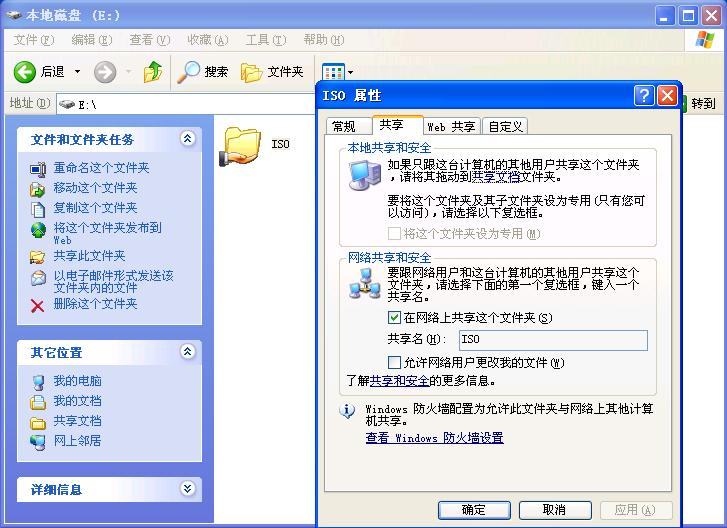 本地磁盘 (E:)
文件(F) 编辑(E) 查看(V) 收藏(A) 工具(T) 帮助(H)
后退 搜索 文件夹
地址(D) E:\ 转到
文件和文件夹任务
重命名这个文件夹
移动这个文件夹
复制这个文件夹
将这个文件夹发布到
Web
共享此文件夹
以电子邮件形式发送该
文件夹内的文件
删除这个文件夹
其它位置
我的电脑
我的文档
共享文档
网上邻居
详细信息
ISO
ISO 属性
常规 共享 Web 共享 自定义
本地共享和安全
如果只跟这台计算机的其他用户共享这个文件夹
，请将其拖动到共享文档文件夹。
要将这个文件夹及其子文件夹设为专用(只有您可
以访问)，请选择以下复选框。
将这个文件夹设为专用(M)
网络共享和安全
要跟网络用户和这台计算机的其他用户共享这个
文件夹，请选择下面的第一个复选框，键入一个
共享名。
在网络上共享这个文件夹(S)
共享名(H): ISO
允许网络用户更改我的文件(W)
了解共享和安全的更多信息。
Windows 防火墙配置为允许此文件夹与网络上其他计算
机共享。
查看 Windows 防火墙设置
确定 取消 应用(A)